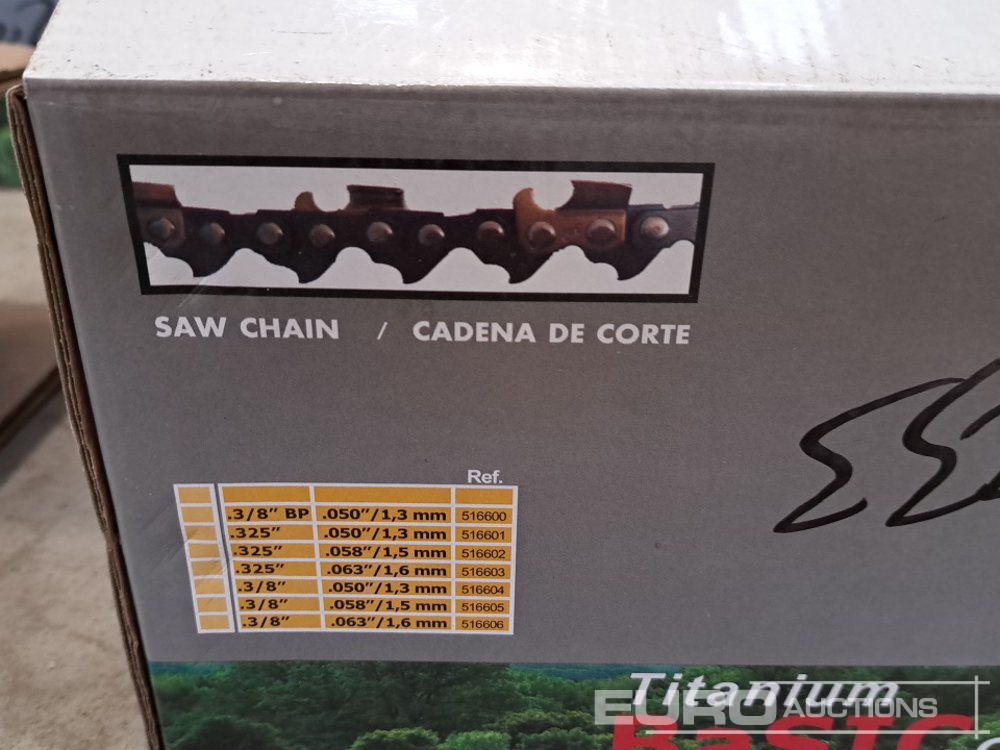 SAW CHAIN / CADENA DE CORTE
Ref.
.3/8" BP .050"/1,3 mm 516600
.325" .050"/1,3 mm 516601
.325" .058"/1,5 mm 516602
.325" .063"/1,6 mm 516603
.3/8" .050"/1,3 mm 516604
.3/8" .058"/1,5 mm 516605
.3/8" .063"/1,6 mm 516606
Titanium
EURO AUCTIONS